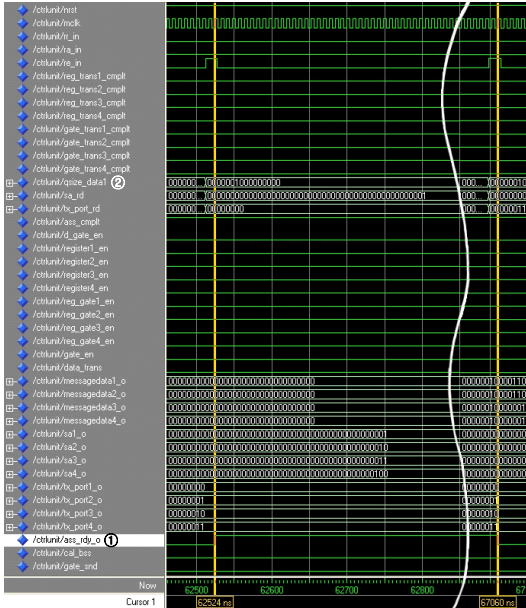 /ctrlunit/nrst
/ctrlunit/mclk
/ctrlunit/rr_in
/ctrlunit/ra_in
/ctrlunit/re_in
/ctrlunit/reg_trans1_cmplt
/ctrlunit/reg_trans2_cmplt
/ctrlunit/reg_trans3_cmplt
/ctrlunit/reg_trans4_cmplt
/ctrlunit/gate_trans1_cmplt
/ctrlunit/gate_trans2_cmplt
/ctrlunit/gate_trans3_cmplt
/ctrlunit/gate_trans4_cmplt
/ctrlunit/qsize_data1 ②
/ctrlunit/sa_rd
/ctrlunit/tx_port_rd
/ctrlunit/ass_cmplt
/ctrlunit/d_gate_en
/ctrlunit/register1_en
/ctrlunit/register2_en
/ctrlunit/register3_en
/ctrlunit/register4_en
/ctrlunit/reg_gate1_en
/ctrlunit/reg_gate2_en
/ctrlunit/reg_gate3_en
/ctrlunit/reg_gate4_en
/ctrlunit/gate_en
/ctrlunit/data_trans
/ctrlunit/messagedata1_o
/ctrlunit/messagedata2_o
/ctrlunit/messagedata3_o
/ctrlunit/messagedata4_o
/ctrlunit/sa1_o
/ctrlunit/sa2_o
/ctrlunit/sa3_o
/ctrlunit/sa4_o
/ctrlunit/tx_port1_o 00000000
/ctrlunit/tx_port2_o 00000001
/ctrlunit/tx_port3_o 00000010
/ctrlunit/tx_port4_o 00000011
/ctrlunit/ass_rdy_o ①
/ctrlunit/cal_bss
/ctrlunit/gate_snd
Now 62500 62600 62700 62800
Cursor 1 62524 ns 67060 ns